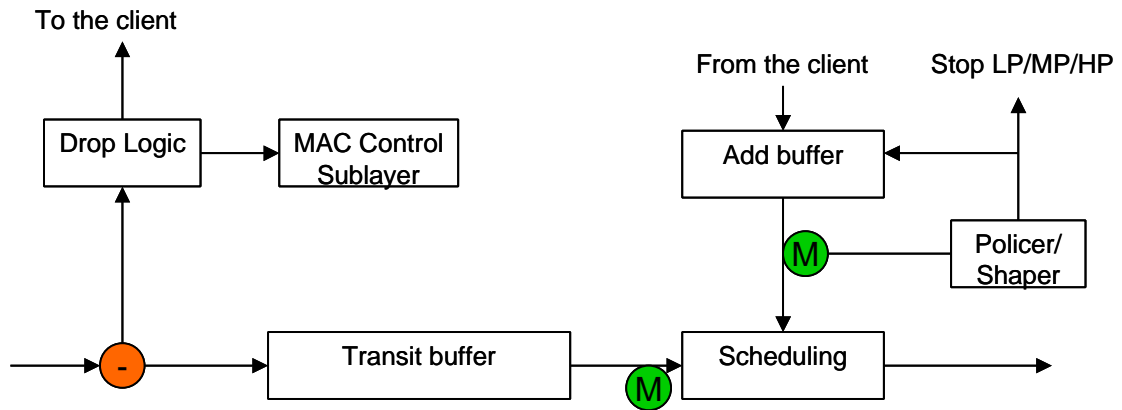 To the client
From the client
Stop LP/MP/HP
Drop Logic
MAC Control
Sublayer
Add buffer
M
Policer/
Shaper
-
Transit buffer
M
Scheduling